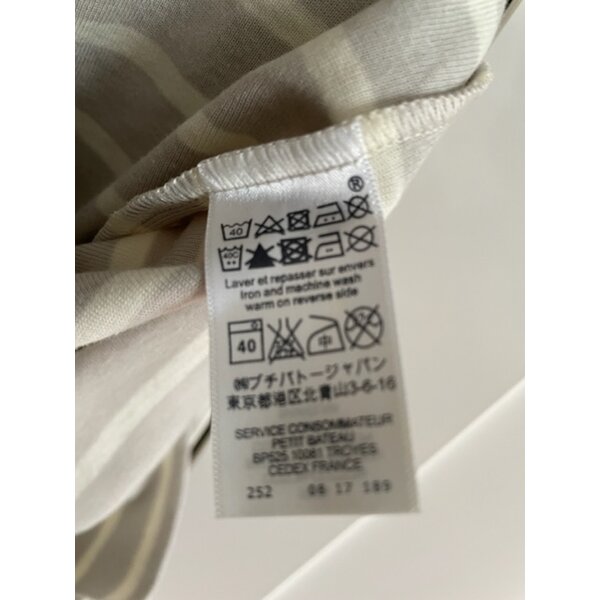 ®
40
40C
Laver et repasser sur envers
Iron and machine wash
warm on reverse side
40 中
㈱プチバトージャパン
東京都港区北青山3-6-16
SERVICE CONSOMMATEUR
PETIT BATEAU
BP525 10081 TROYES
CEDEX FRANCE
252 08 17 189